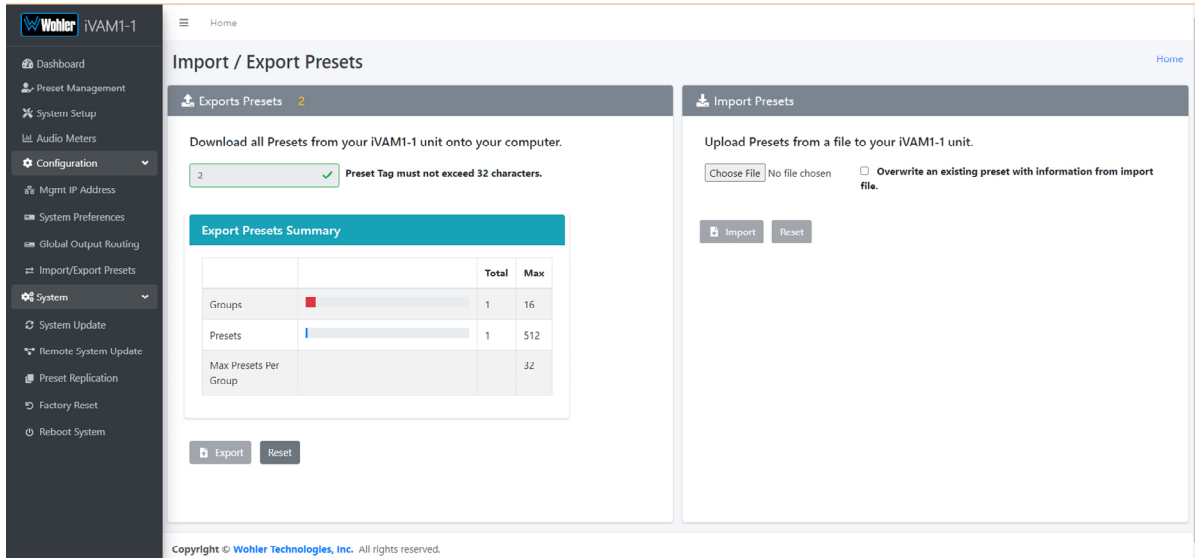 Wohler iVAM1-1
Home
Dashboard
Preset Management
System Setup
Audio Meters
Configuration
Mgmt IP Address
System Preferences
Global Output Routing
Import/Export Presets
System
System Update
Remote System Update
Preset Replication
Factory Reset
Reboot System
Import / Export Presets
Home
Exports Presets 2
Download all Presets from your iVAM1-1 unit onto your computer.
2
Preset Tag must not exceed 32 characters.
Export Presets Summary
Total Max
Groups 1 16
Presets 1 512
Max Presets Per 32
Group
Export Reset
Import Presets
Upload Presets from a file to your iVAM1-1 unit.
Choose File No file chosen
Overwrite an existing preset with information from import
file.
Import Reset
Copyright © Wohler Technologies, Inc. All rights reserved.